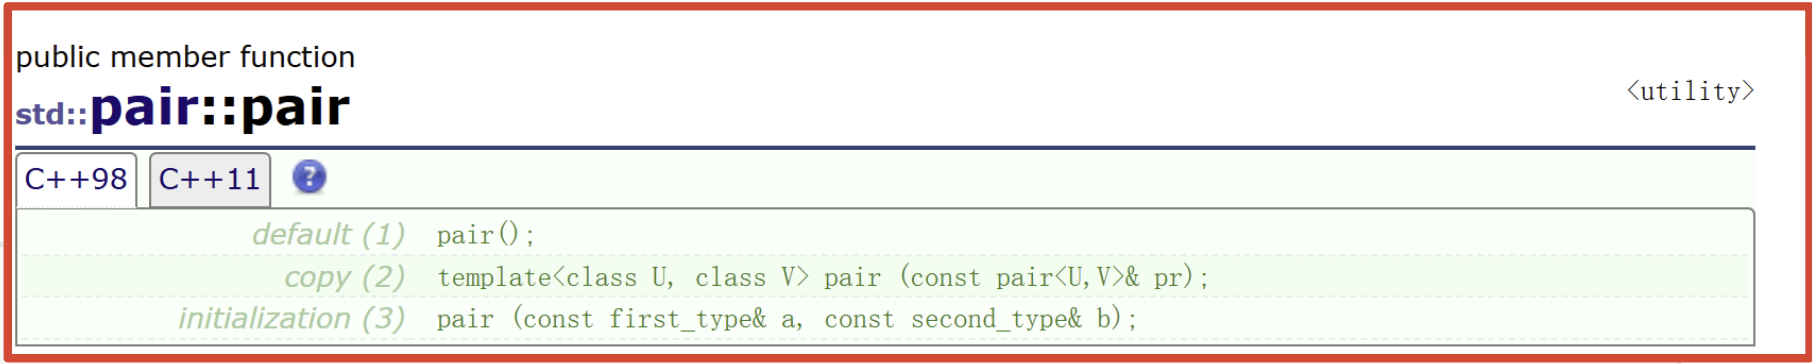 public member function
std::pair::pair
<utility>
C++98 C++11 ?
default (1) pair();
copy (2) template<class U, class V> pair (const pair<U,V>& pr);
initialization (3) pair (const first_type& a, const second_type& b);